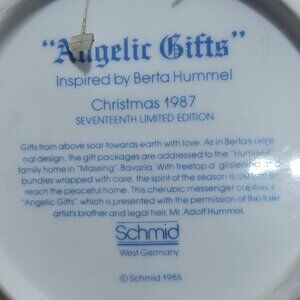 "Angelic Gifts"
Inspired by Berta Hummel
Christmas 1987
SEVENTEENTH LIMITED EDITION
Gifts from above soar towards earth with love. As in Berta's origi-
nal design, the gift packages are addressed to the "Hummel"
family home in "Massing", Bavaria. With treetop a' glistening
bundles wrapped with care, the spirit of the season is
reach the peaceful home. This cherubic messenger
"Angelic Gifts", which is presented with the permission of the
artist's brother and legal heir, Mr. Adolf Hummel.
Schmid
West Germany
© Schmid 1986